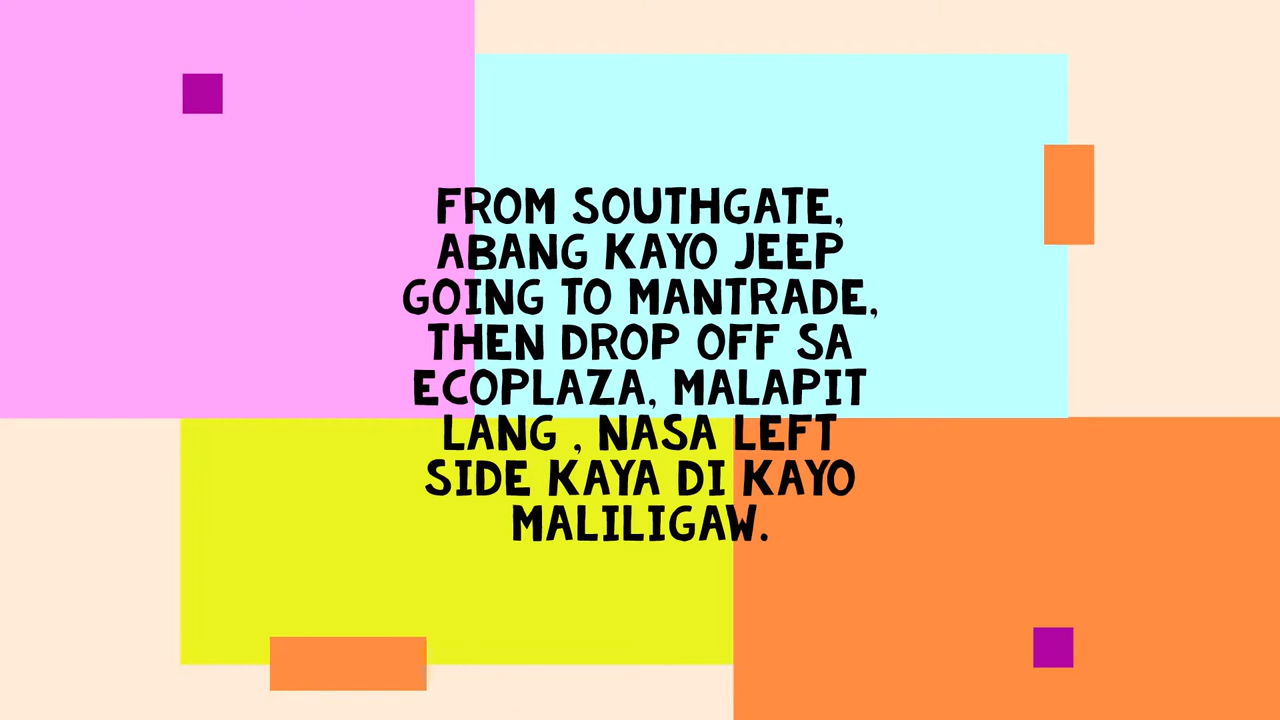 FROM SOUTHGATE,
ABANG KAYO JEEP
GOING TO MANTRADE,
THEN DROP OFF SA
ECOPLAZA, MALAPIT
LANG , NASA LEFT
SIDE KAYA DI KAYO
MALILIGAW.